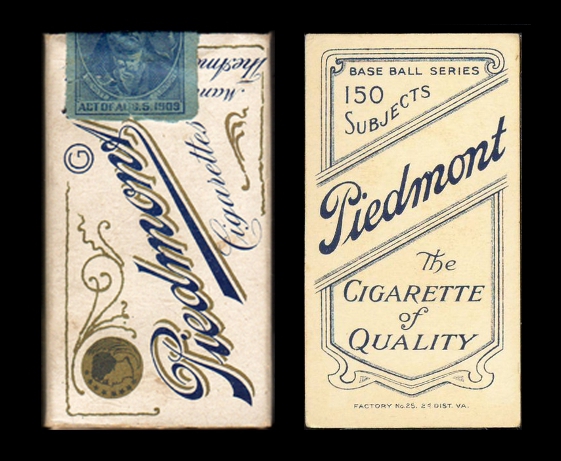 ACT OF AUG. 5, 1909
Piedmont
Cigarettes
BASE BALL SERIES
150
SUBJECTS
Piedmont
The
CIGARETTE
of
QUALITY
FACTORY No. 25, 2D DIST. VA.